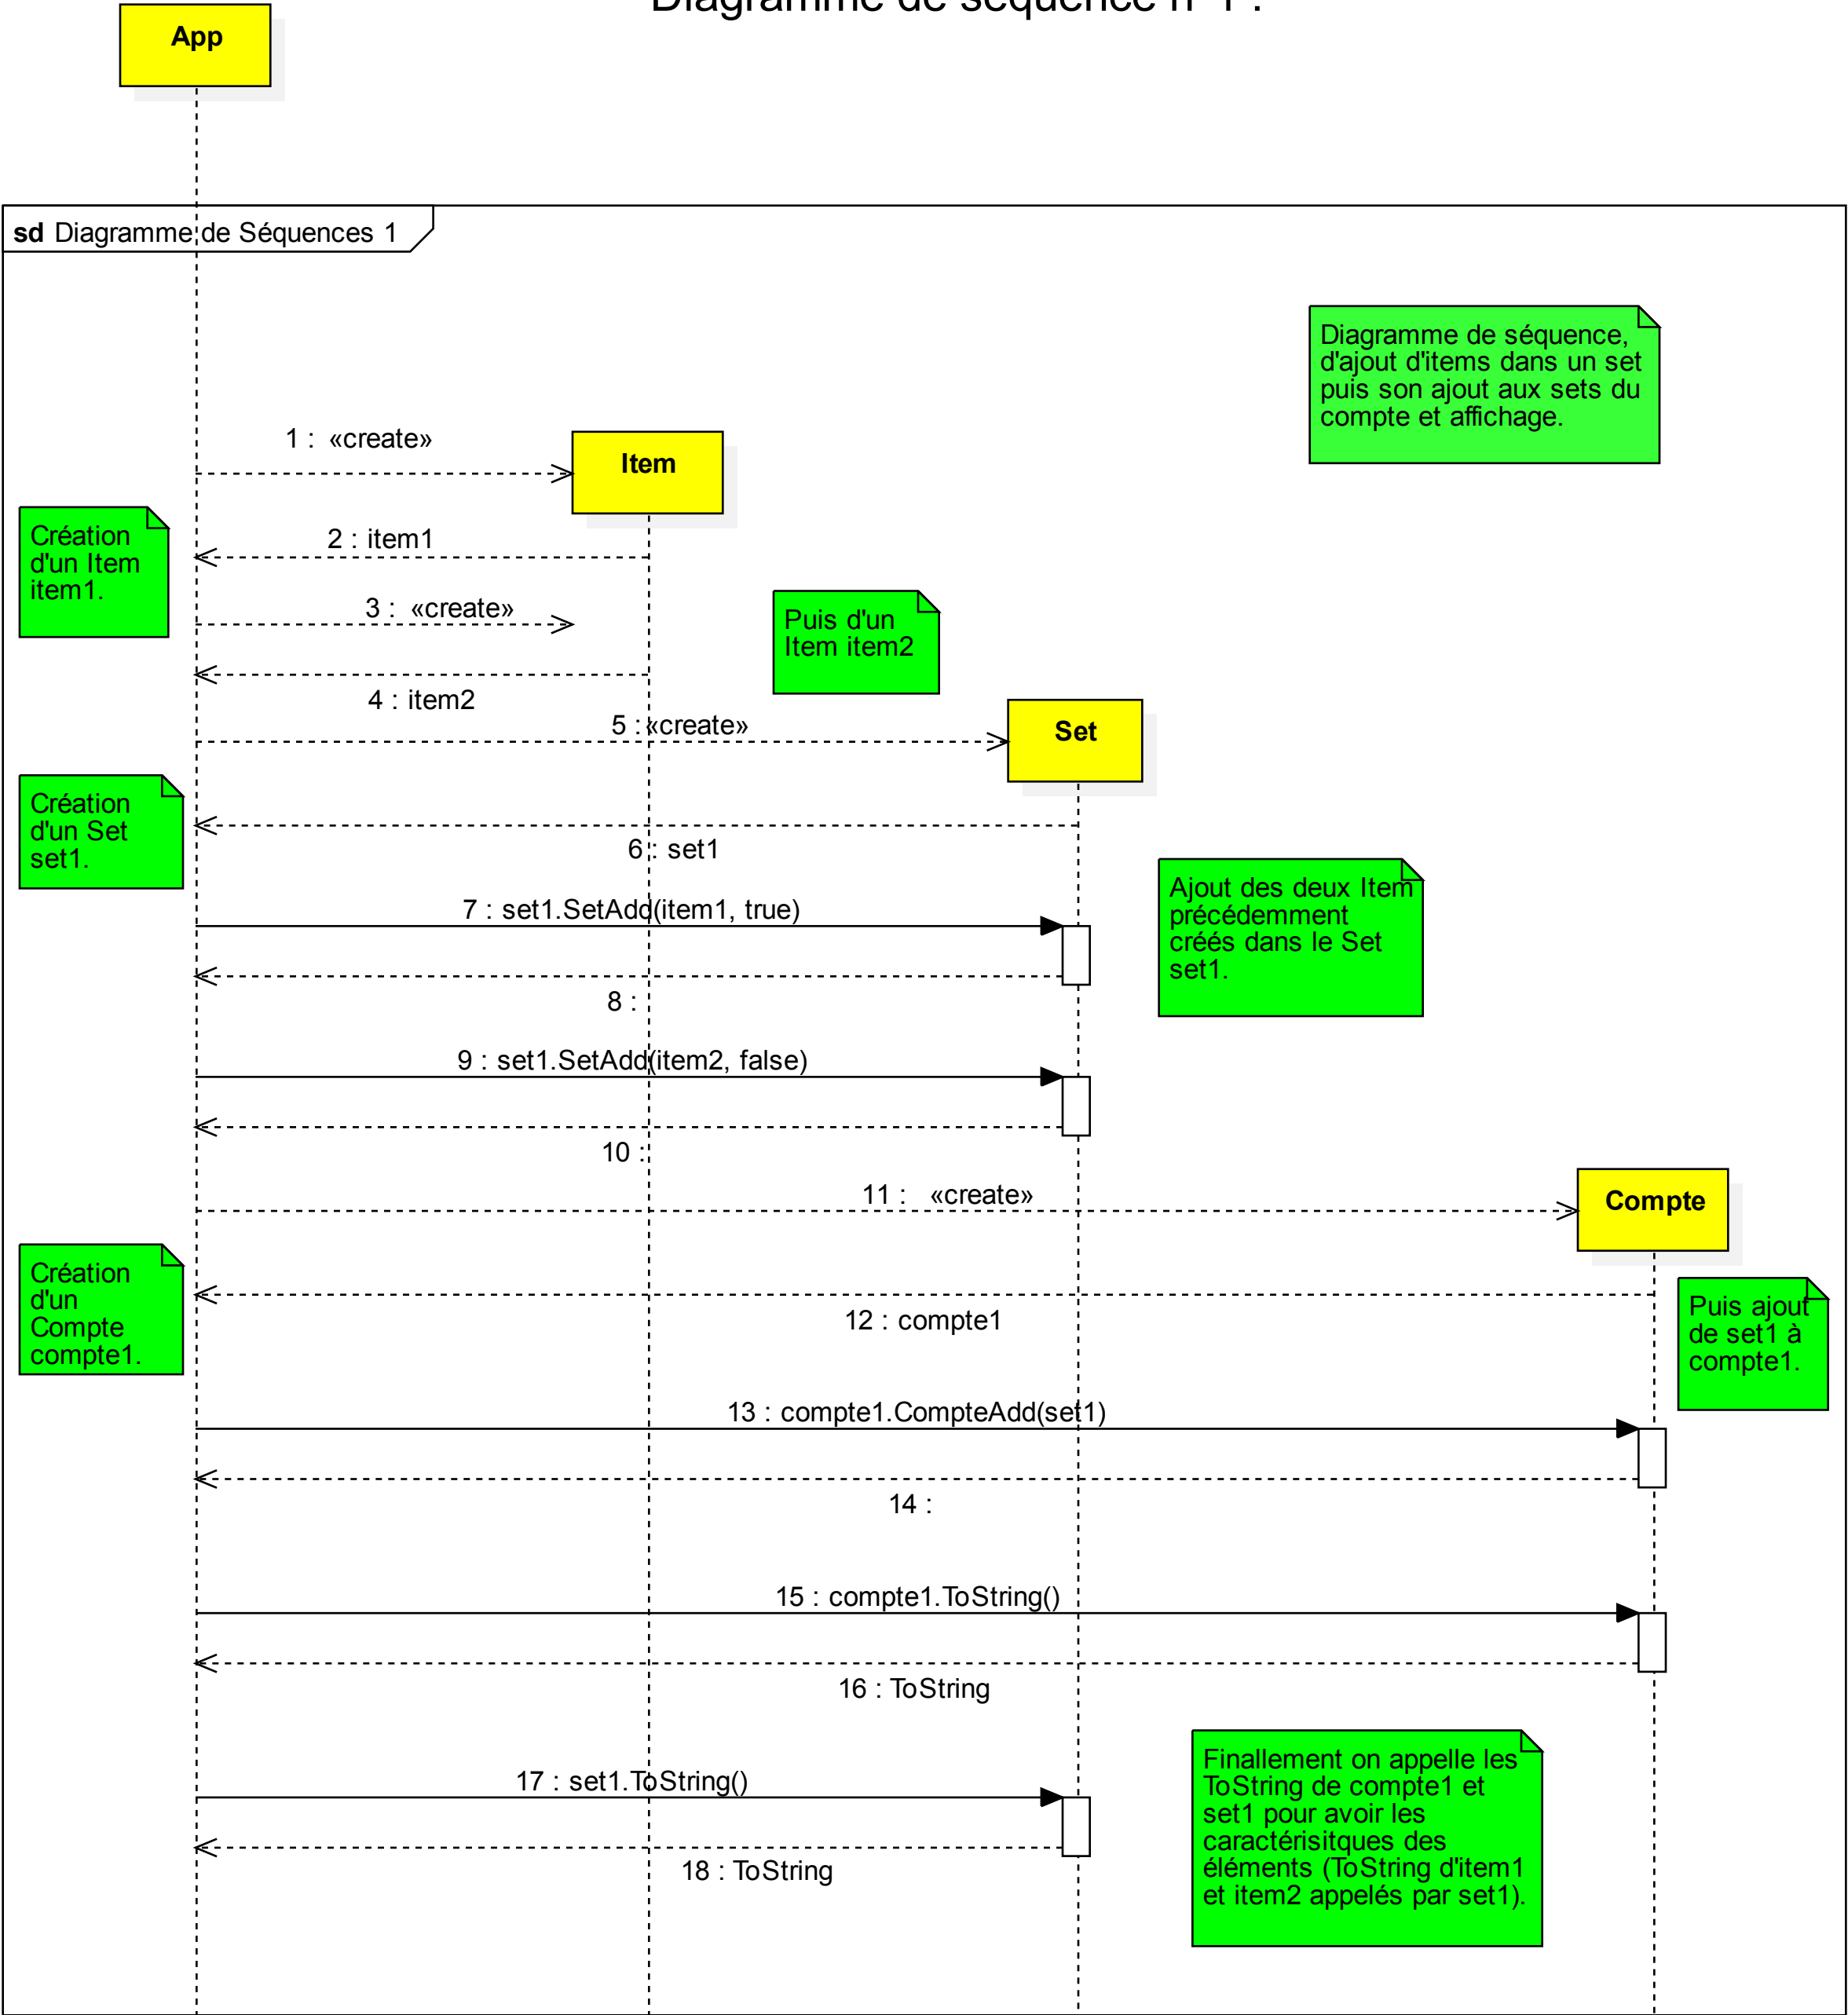 Diagramme de séquence n°1 :
App
sd Diagramme de Séquences 1
Diagramme de séquence,
d'ajout d'items dans un set
puis son ajout aux sets du
compte et affichage.
1 : «create»
Item
Création
d'un Item
item1.
2 : item1
3 : «create»
Puis d'un
Item item2
4 : item2
5 : «create»
Set
Création
d'un Set
set1.
6 : set1
7 : set1.SetAdd(item1, true)
Ajout des deux Item
précédemment
créés dans le Set
set1.
8 :
9 : set1.SetAdd(item2, false)
10 :
11 : «create»
Compte
Création
d'un
Compte
compte1.
12 : compte1
Puis ajout
de set1 à
compte1.
13 : compte1.CompteAdd(set1)
14 :
15 : compte1.ToString()
16 : ToString
17 : set1.ToString()
Finallement on appelle les
ToString de compte1 et
set1 pour avoir les
caractérisitques des
éléments (ToString d'item1
et item2 appelés par set1).
18 : ToString